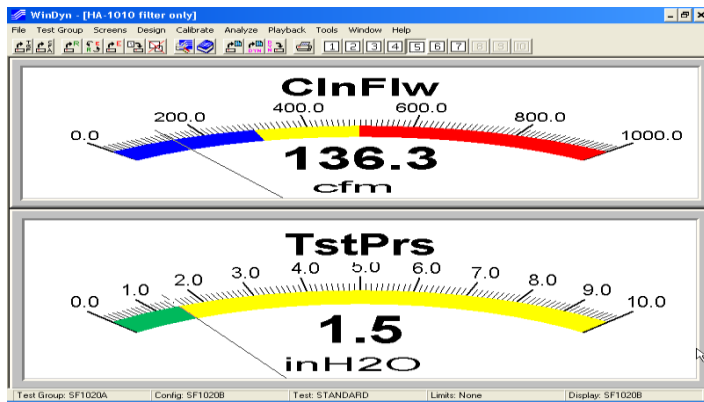 WinDyn - [HA-1010 filter only]
File Test Group Screens Design Calibrate Analyze Playback Tools Window Help
1 2 3 4 5 6 7 8 9 10
ClnFlw
0.0 200.0 400.0 600.0 800.0 1000.0
136.3
cfm
TstPrs
0.0 1.0 2.0 3.0 4.0 5.0 6.0 7.0 8.0 9.0 10.0
1.5
inH2O
Test Group: SF1020A Config: SF1020B Test: STANDARD Limits: None Display: SF1020B